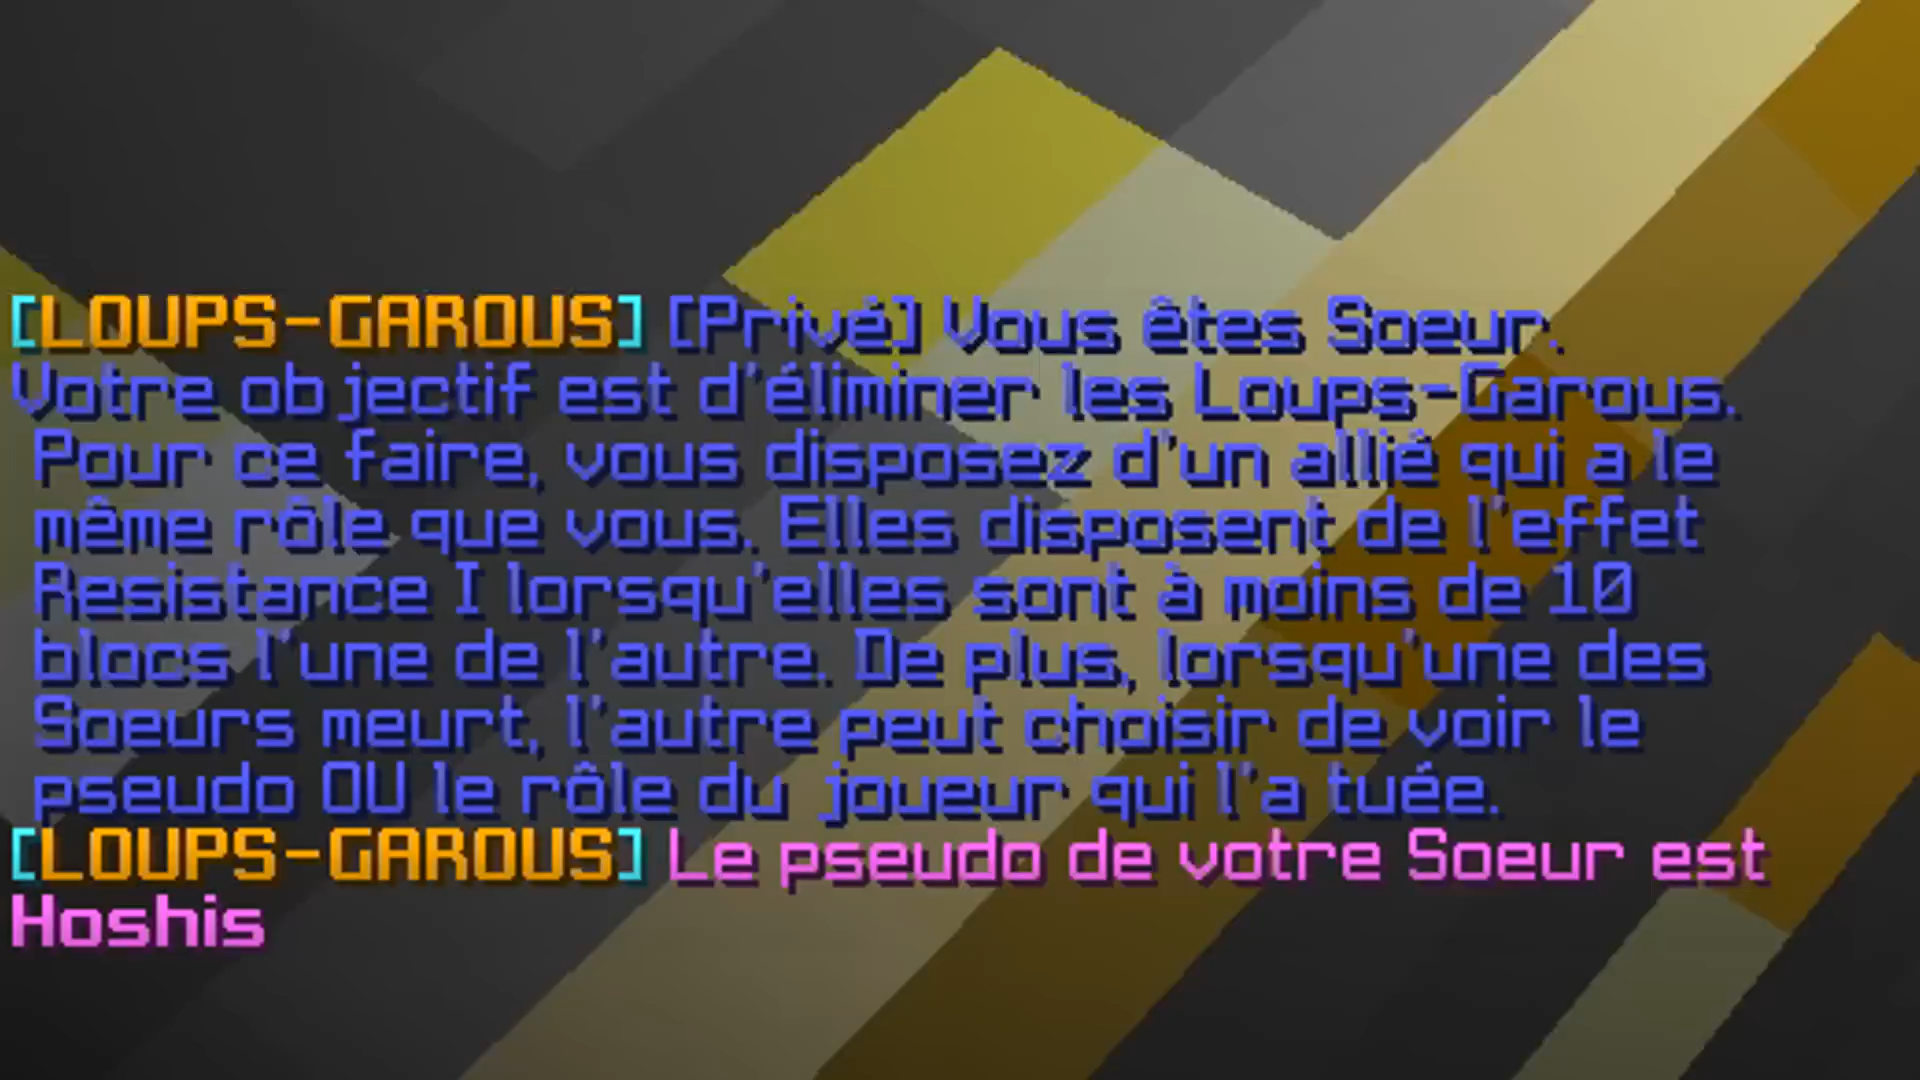 [LOUPS-GAROUS] [Privé] Vous êtes Soeur.
Votre objectif est d'éliminer les Loups-Garous.
Pour ce faire, vous disposez d'un allié qui a le
même rôle que vous. Elles disposent de l'effet
Resistance I lorsqu'elles sont à moins de 10
blocs l'une de l'autre. De plus, lorsqu'une des
Soeurs meurt, l'autre peut choisir de voir le
pseudo OU le rôle du joueur qui l'a tuée.
[LOUPS-GAROUS] Le pseudo de votre Soeur est
Hoshis